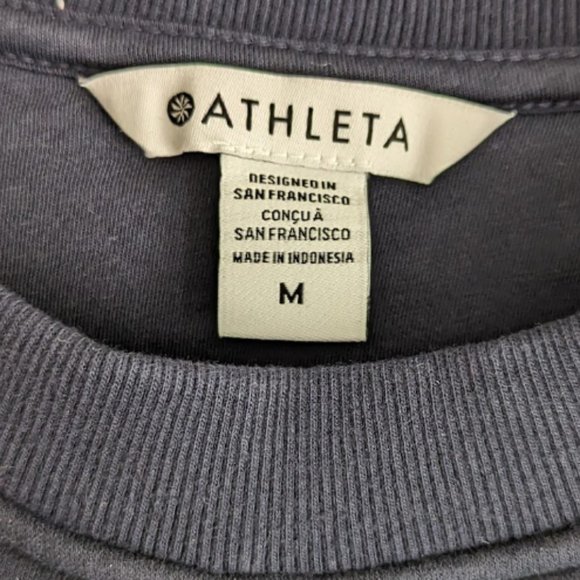 ATHLETA
DESIGNED IN
SAN FRANCISCO
CONÇU À
SAN FRANCISCO
MADE IN INDONESIA
M